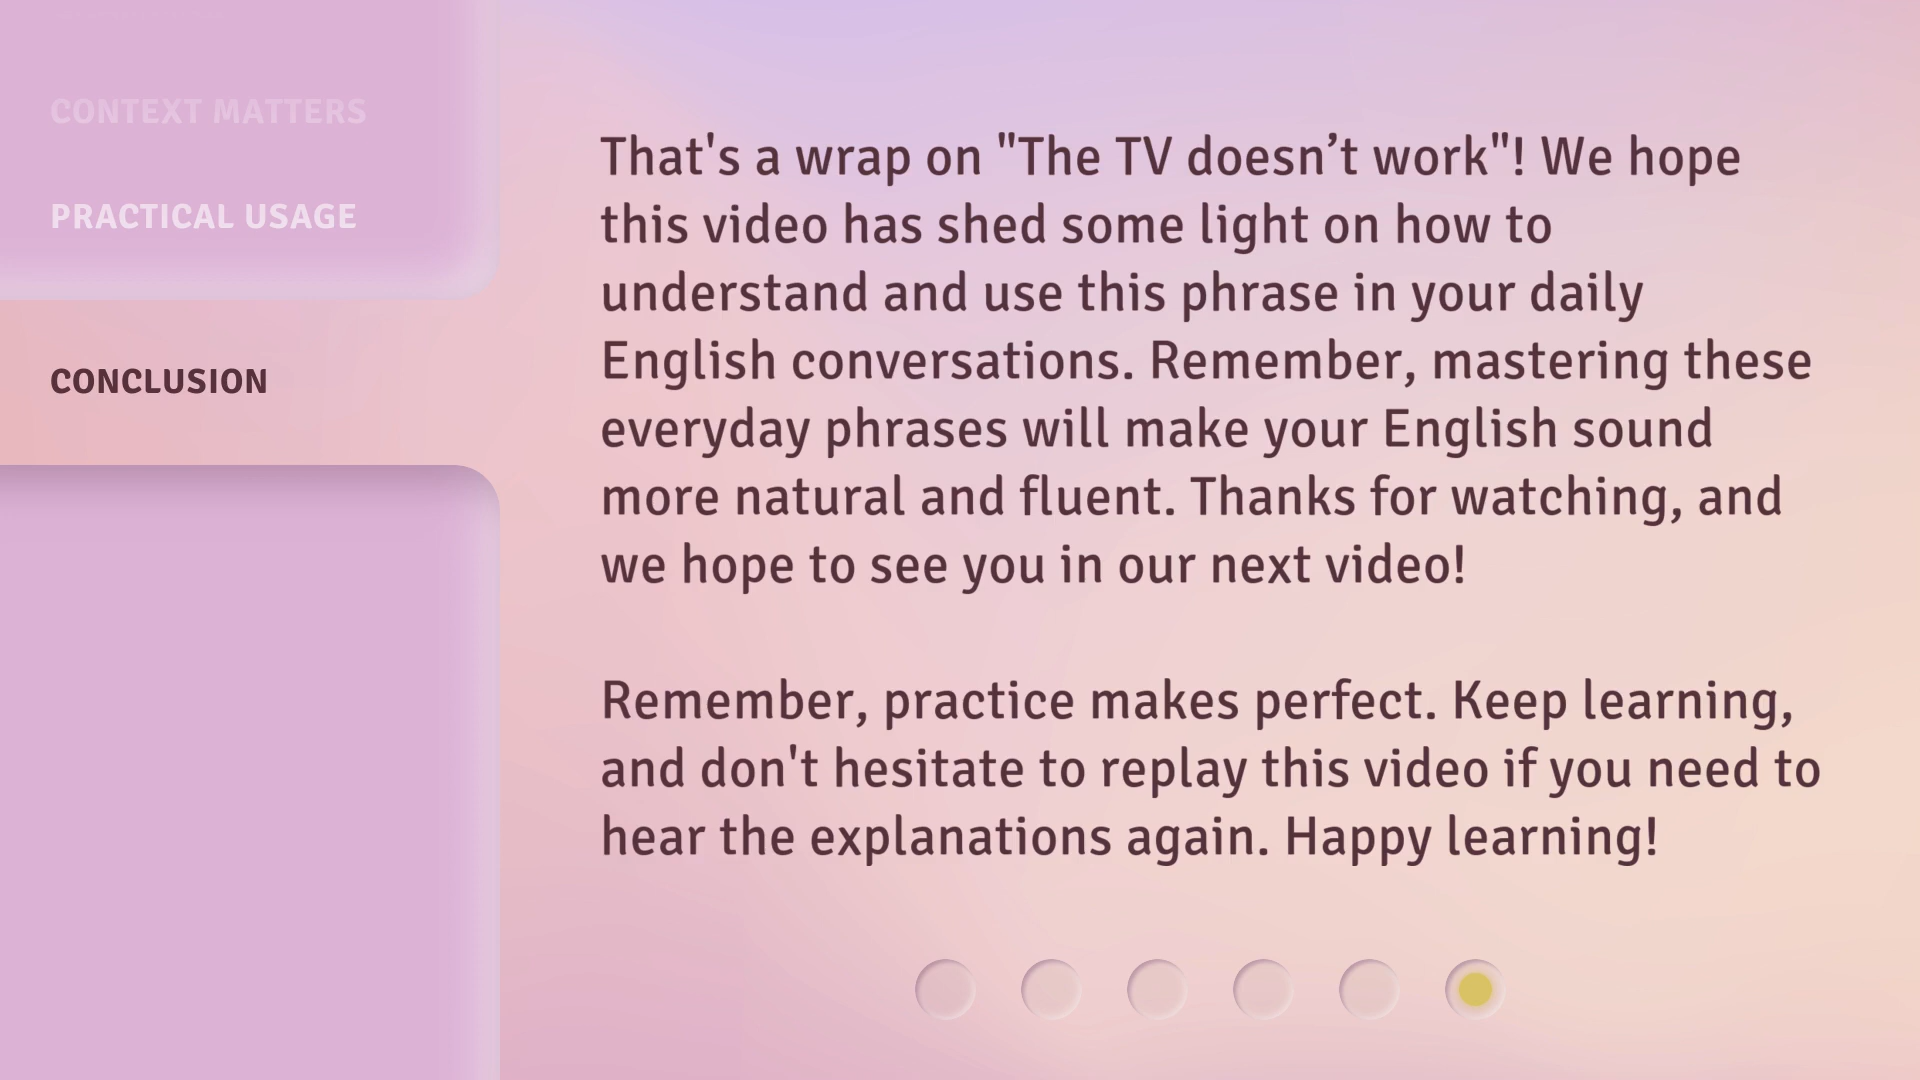 CONTEXT MATTERS
PRACTICAL USAGE
CONCLUSION
That's a wrap on "The TV doesn’t work"! We hope
this video has shed some light on how to
understand and use this phrase in your daily
English conversations. Remember, mastering these
everyday phrases will make your English sound
more natural and fluent. Thanks for watching, and
we hope to see you in our next video!
Remember, practice makes perfect. Keep learning,
and don't hesitate to replay this video if you need to
hear the explanations again. Happy learning!